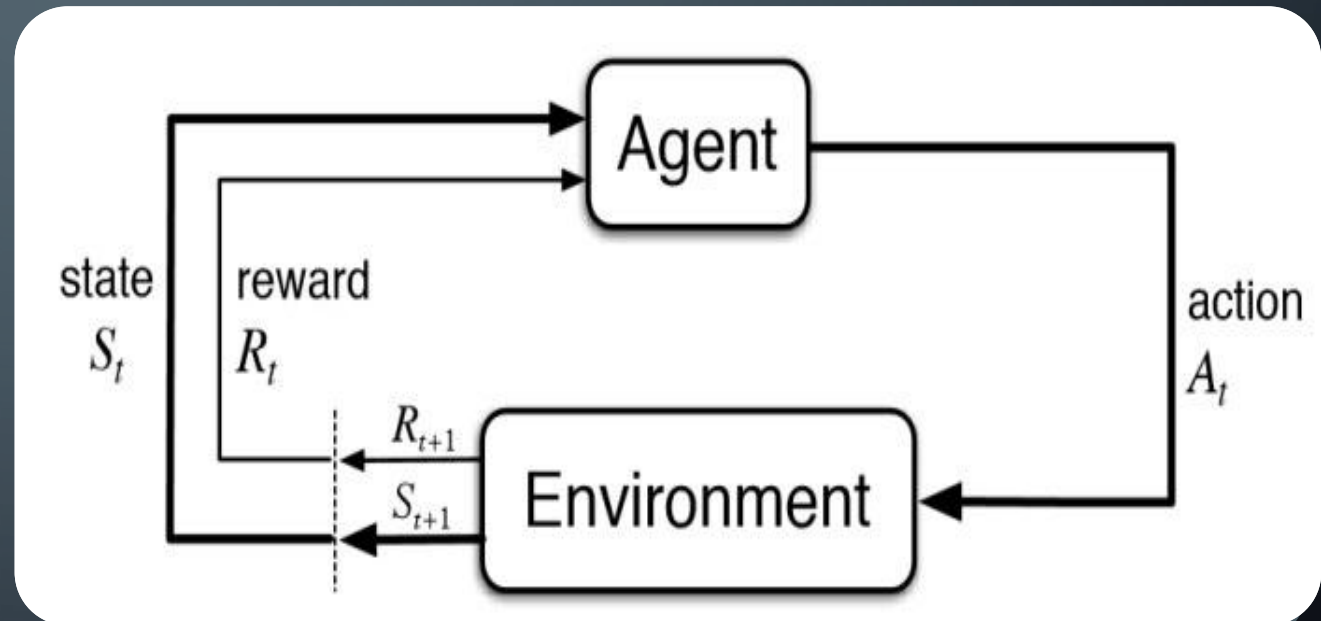 Agent
state
S_t
reward
R_t
action
A_t
R_{t+1}
S_{t+1}
Environment